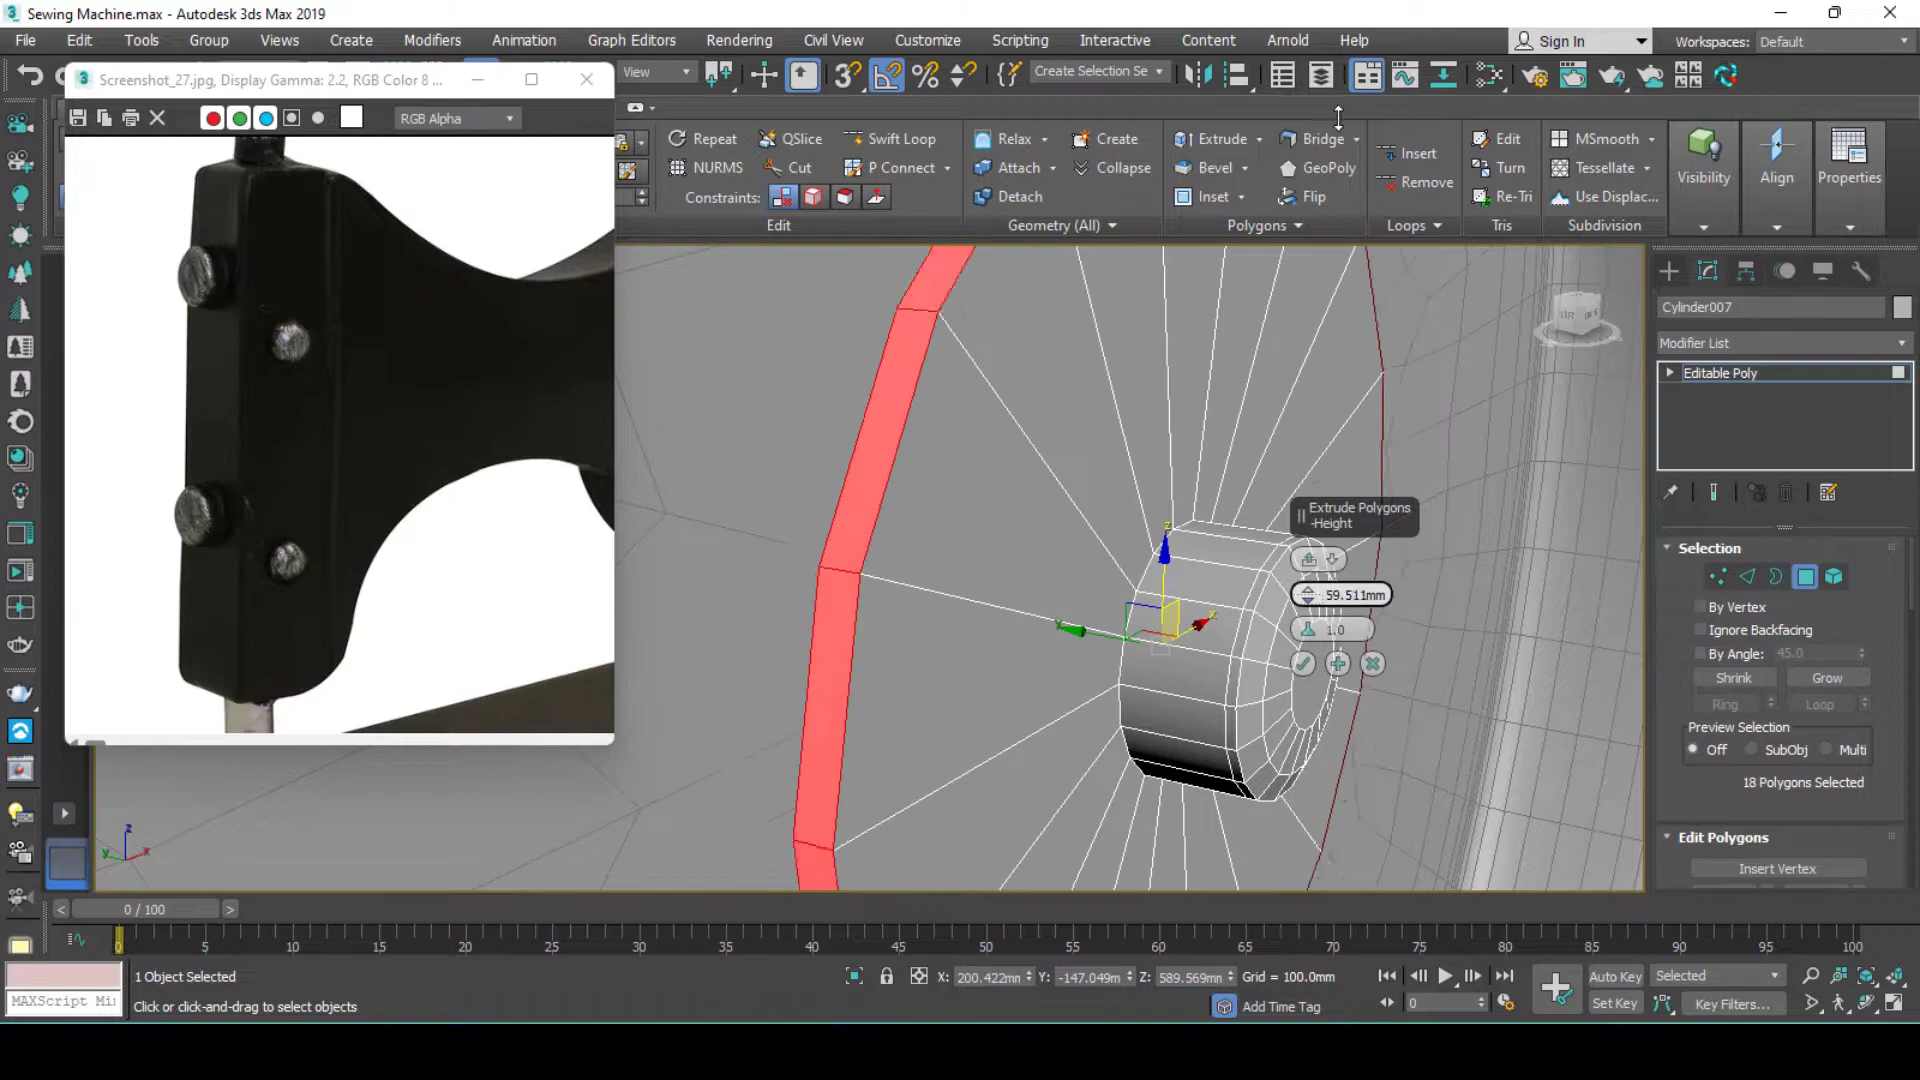 Sewing Machine.max - Autodesk 3ds Max 2019
File Edit Tools Group Views Create Modifiers Animation Graph Editors Rendering Civil View Customize Scripting Interactive Content Arnold Help Sign In Workspaces: Default
Screenshot_27.jpg, Display Gamma: 2.2, RGB Color 8 ...
View
Create Selection Se
RGB Alpha
Repeat QSlice Swift Loop
NURMS Cut P Connect
Constraints:
Edit
Relax Create
Attach Collapse
Detach
Geometry (All)
Extrude Bridge
Bevel GeoPoly
Inset Flip
Polygons
Insert
Remove
Loops
Edit
Turn
Re-Tri
Tris
MSmooth
Tessellate
Use Displac...
Subdivision
Visibility
Align
Properties
Cylinder007
Modifier List
Editable Poly
Extrude Polygons
-Height
59.511mm
1.0
Selection
By Vertex
Ignore Backfacing
By Angle: 45.0
Shrink Grow
Ring Loop
Preview Selection
Off SubObj Multi
18 Polygons Selected
Edit Polygons
Insert Vertex
z
y
x
z
y
x
0 / 100
0 5 10 15 20 25 30 35 40 45 50 55 60 65 70 75 80 85 90 95 100
1 Object Selected
X: 200.422mm Y: -147.049m Z: 589.569mm Grid = 100.0mm
Auto Key Selected
MAXScript Mi
Click or click-and-drag to select objects
Add Time Tag
0
Set Key Key Filters...